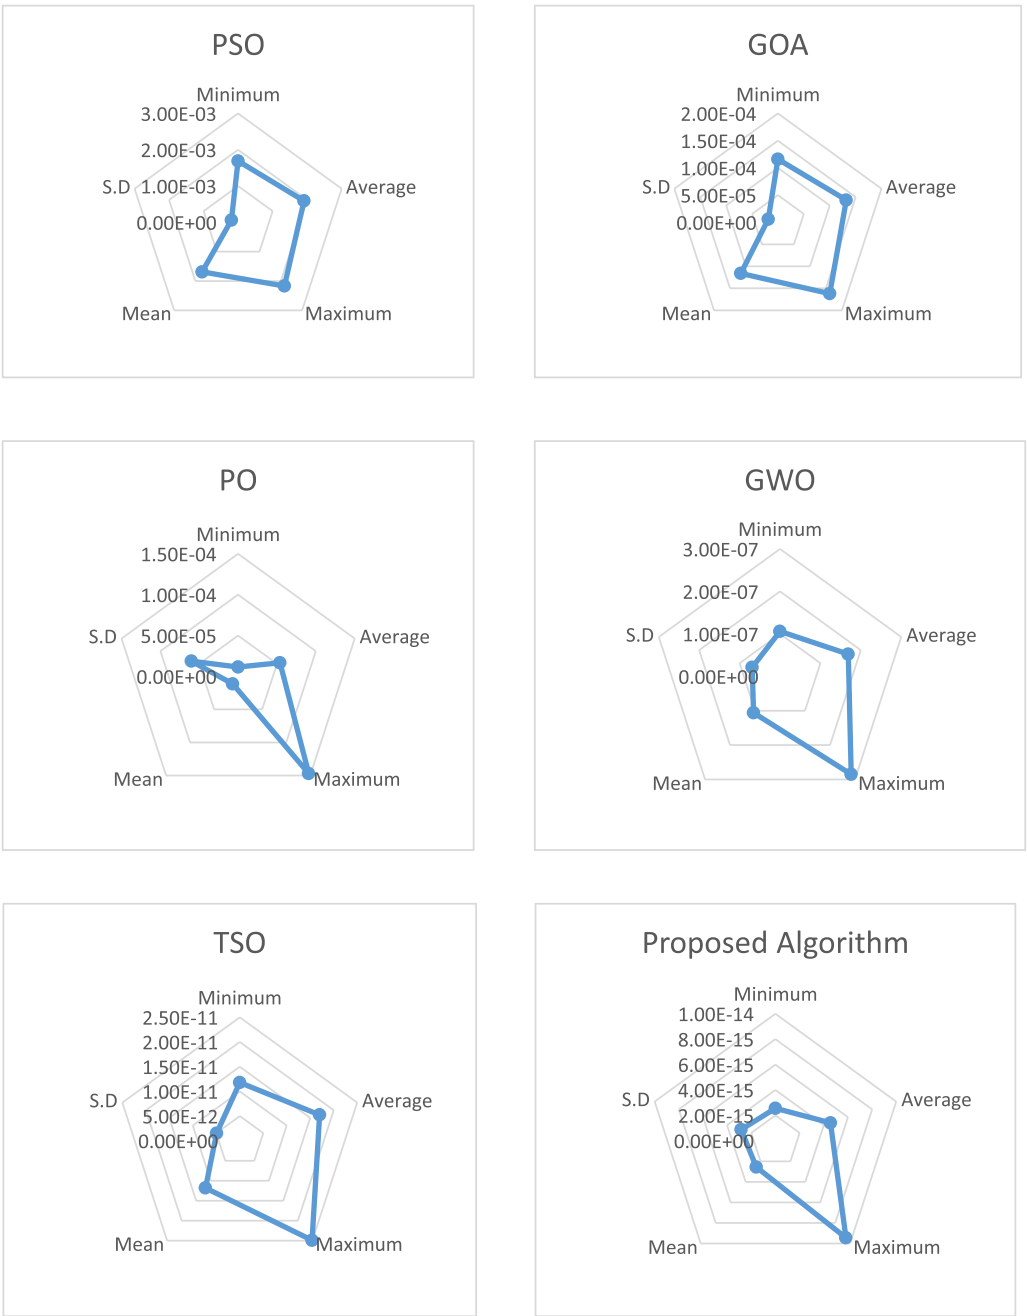 PSO
Minimum
3.00E-03
2.00E-03
1.00E-03
0.00E+00
S.D
Average
Mean
Maximum
GOA
Minimum
2.00E-04
1.50E-04
1.00E-04
5.00E-05
0.00E+00
S.D
Average
Mean
Maximum
PO
Minimum
1.50E-04
1.00E-04
5.00E-05
0.00E+00
S.D
Average
Mean
Maximum
GWO
Minimum
3.00E-07
2.00E-07
1.00E-07
0.00E+00
S.D
Average
Mean
Maximum
TSO
Minimum
2.50E-11
2.00E-11
1.50E-11
1.00E-11
5.00E-12
0.00E+00
S.D
Average
Mean
Maximum
Proposed Algorithm
Minimum
1.00E-14
8.00E-15
6.00E-15
4.00E-15
2.00E-15
0.00E+00
S.D
Average
Mean
Maximum